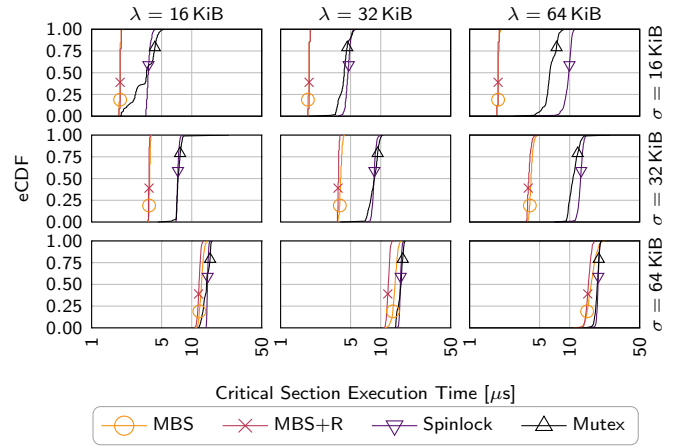 λ = 16 KiB λ = 32 KiB λ = 64 KiB
1.00
0.75
0.50
0.25
0.00
σ = 16 KiB
1.00
0.75
0.50
0.25
0.00
σ = 32 KiB
eCDF
1.00
0.75
0.50
0.25
0.00
σ = 64 KiB
1 5 10 50 1 5 10 50 1 5 10 50
Critical Section Execution Time [μs]
MBS MBS+R Spinlock Mutex